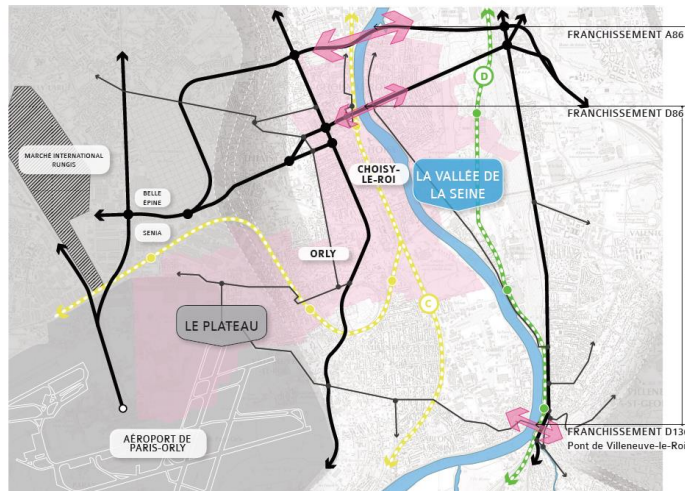 FRANCHISSEMENT A86
D
FRANCHISSEMENT D86
MARCHÉ INTERNATIONAL
RUNGIS
CHOISY-
LE-ROI
LA VALLÉE DE
LA SEINE
BELLE
ÉPINE
SENIA
ORLY
C
LE PLATEAU
FRANCHISSEMENT D136
Pont de Villeneuve-le-Roi
AÉROPORT DE
PARIS-ORLY